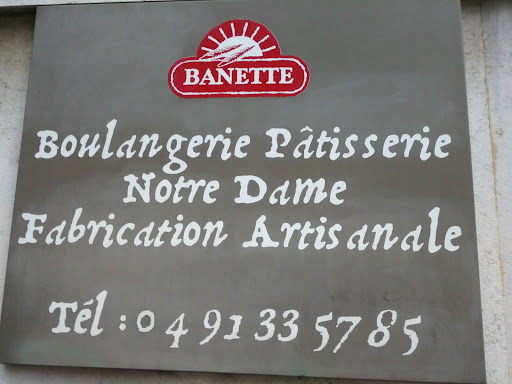 BANETTE
Boulangerie Pâtisserie
Notre Dame
Fabrication Artisanale
Tél : 04 91 33 57 85